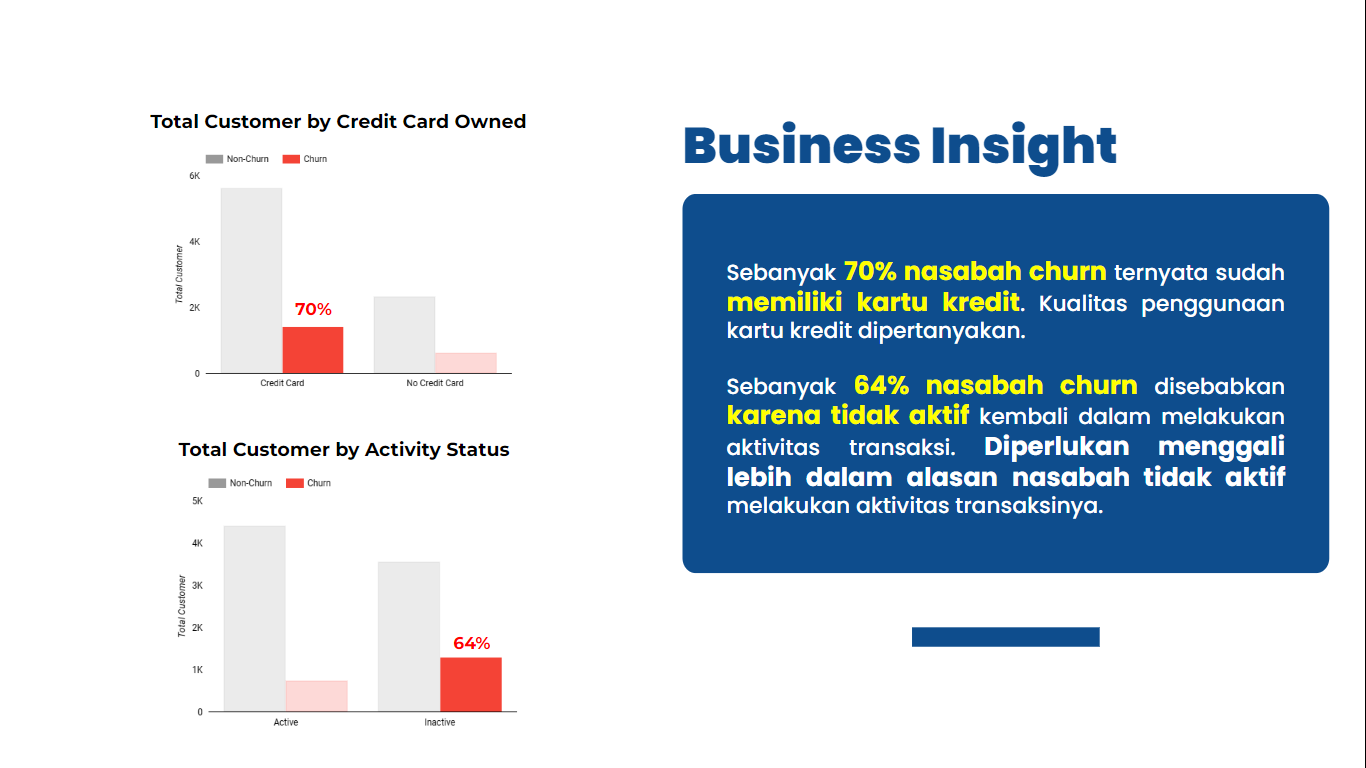 Total Customer by Credit Card Owned
Non-Churn Churn
6K
4K
2K
0
Total Customer
70%
Credit Card No Credit Card
Total Customer by Activity Status
Non-Churn Churn
5K
4K
3K
2K
1K
0
Total Customer
64%
Active Inactive
Business Insight
Sebanyak 70% nasabah churn ternyata sudah
memiliki kartu kredit. Kualitas penggunaan
kartu kredit dipertanyakan.
Sebanyak 64% nasabah churn disebabkan
karena tidak aktif kembali dalam melakukan
aktivitas transaksi. Diperlukan menggali
lebih dalam alasan nasabah tidak aktif
melakukan aktivitas transaksinya.